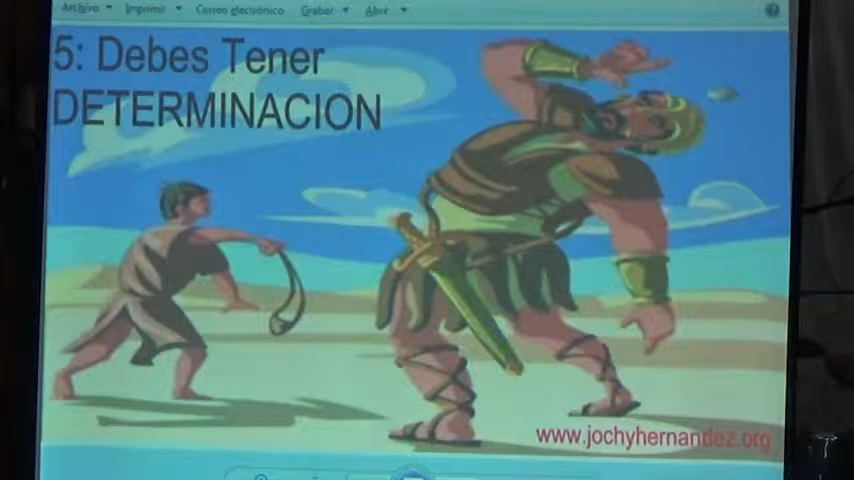 Archivo Imprimir Correo electrónico Grabar Abrir
5: Debes Tener
DETERMINACION
www.jochyhernandez.org